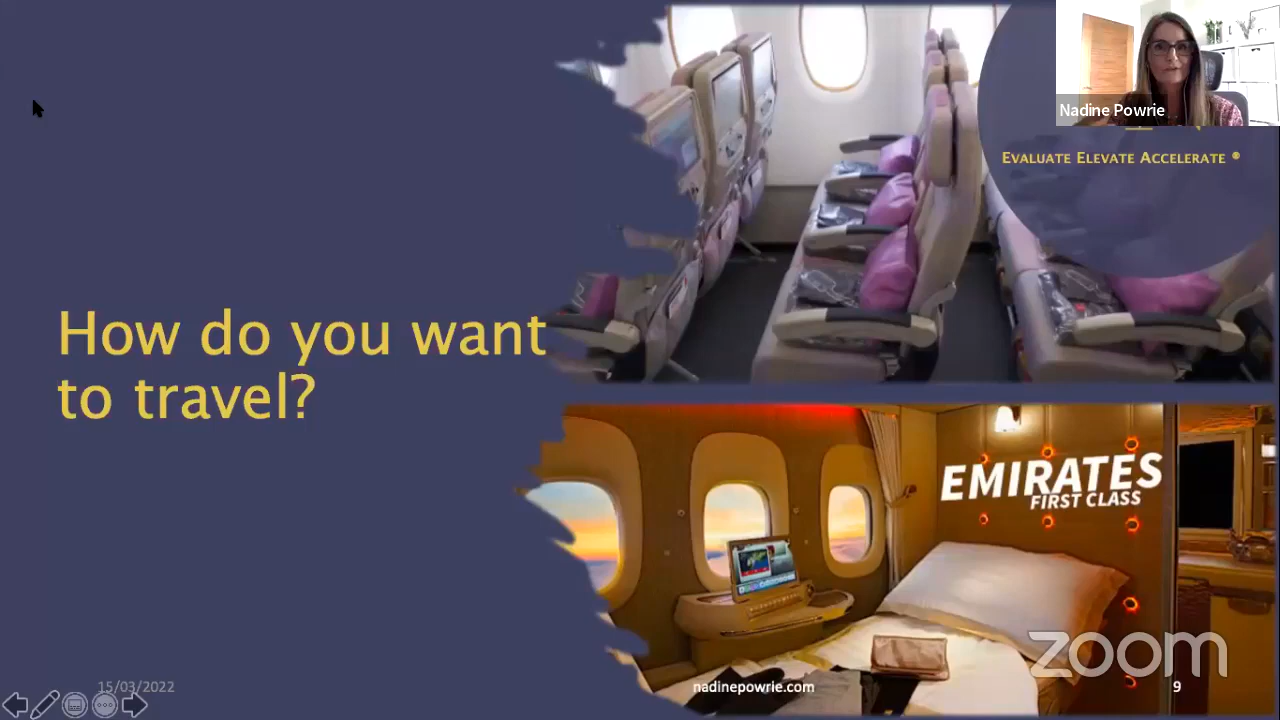 Nadine Powrie
Evaluate Elevate Accelerate ®
How do you want
to travel?
EMIRATES
FIRST CLASS
zoom
15/03/2022
nadinepowrie.com
9